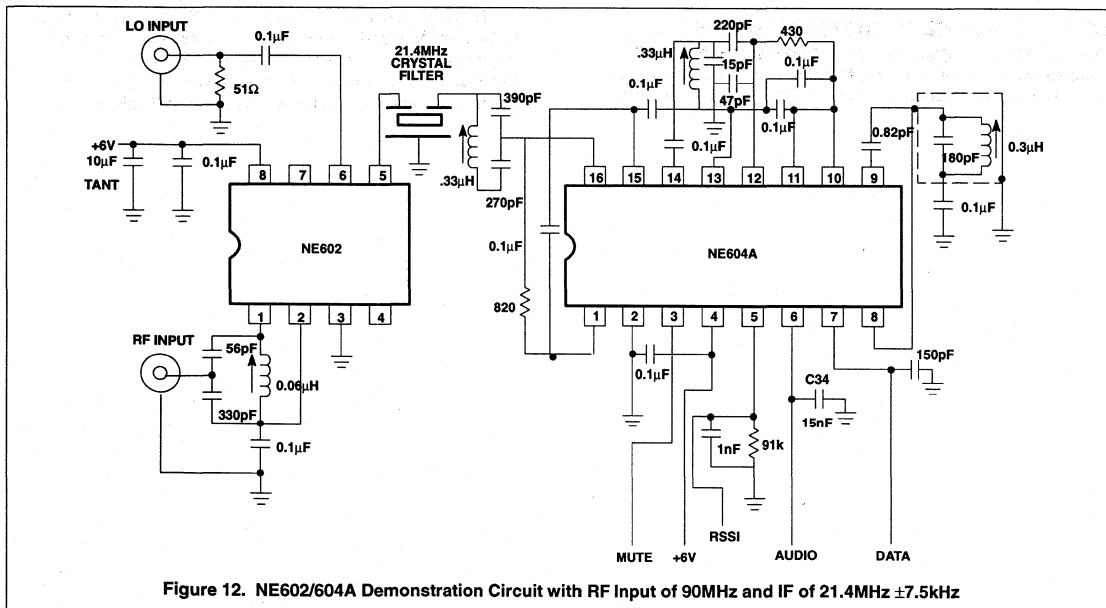 LO INPUT
0.1µF
51Ω
21.4MHz
CRYSTAL
FILTER
390pF
.33µH
270pF
+6V
10µF
TANT
0.1µF
8 7 6 5
NE602
1 2 3 4
RF INPUT
56pF
0.06µH
330pF
0.1µF
220pF
430
.33µH
15pF
0.1µF
0.1µF
47pF
0.1µF
0.1µF
0.82pF
180pF
0.3µH
0.1µF
16 15 14 13 12 11 10 9
0.1µF
NE604A
820
1 2 3 4 5 6 7 8
0.1µF
150pF
C34
15nF
1nF
91k
RSSI
MUTE
+6V
AUDIO
DATA
Figure 12. NE602/604A Demonstration Circuit with RF Input of 90MHz and IF of 21.4MHz ±7.5kHz